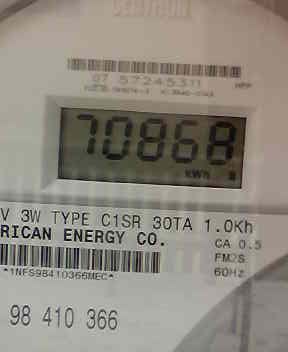 CENTRON
07 57245311
70868
kWh
V 3W TYPE C1SR 30TA 1.0Kh
RICAN ENERGY CO.
CA 0.5
FM2S
60Hz
*1NFS98410366MEC*
98 410 366